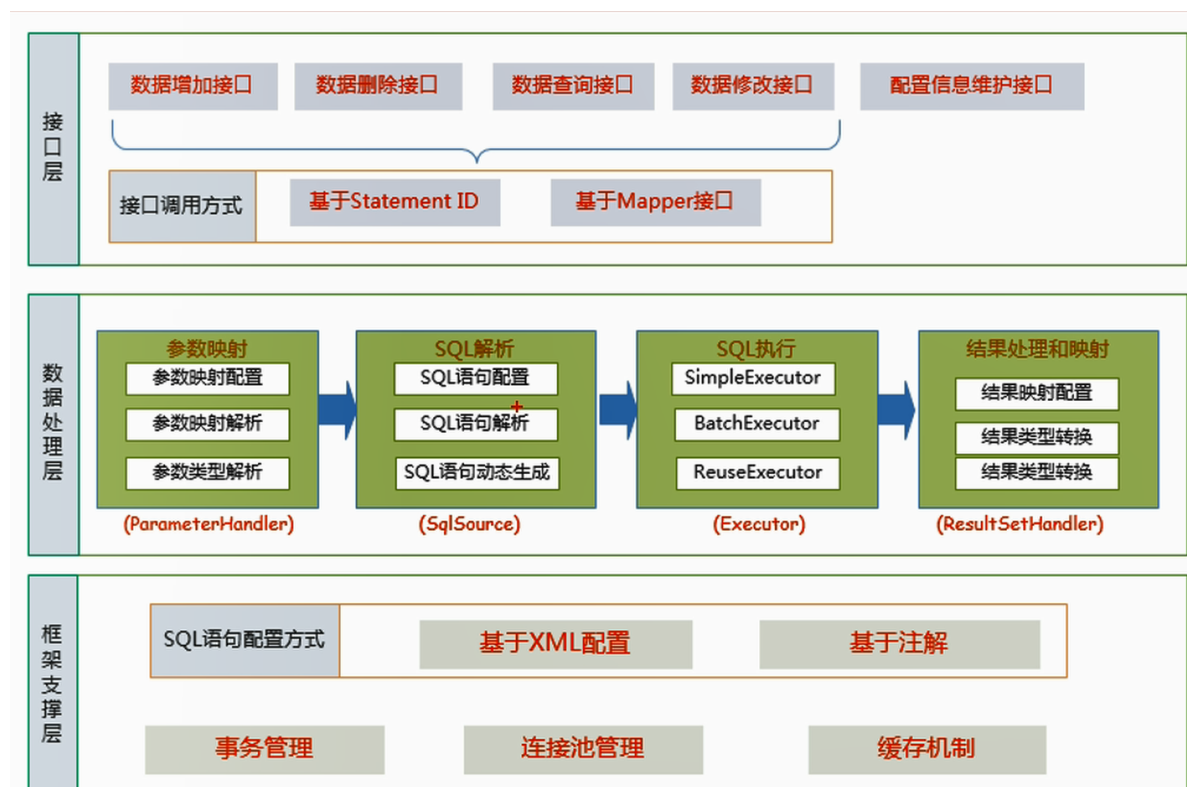 接口层
数据增加接口
数据删除接口
数据查询接口
数据修改接口
配置信息维护接口
接口调用方式
基于Statement ID
基于Mapper接口
数据处理层
参数映射
参数映射配置
参数映射解析
参数类型解析
(ParameterHandler)
SQL解析
SQL语句配置
SQL语句解析
SQL语句动态生成
(SqlSource)
SQL执行
SimpleExecutor
BatchExecutor
ReuseExecutor
(Executor)
结果处理和映射
结果映射配置
结果类型转换
结果类型转换
(ResultSetHandler)
框架支撑层
SQL语句配置方式
基于XML配置
基于注解
事务管理
连接池管理
缓存机制